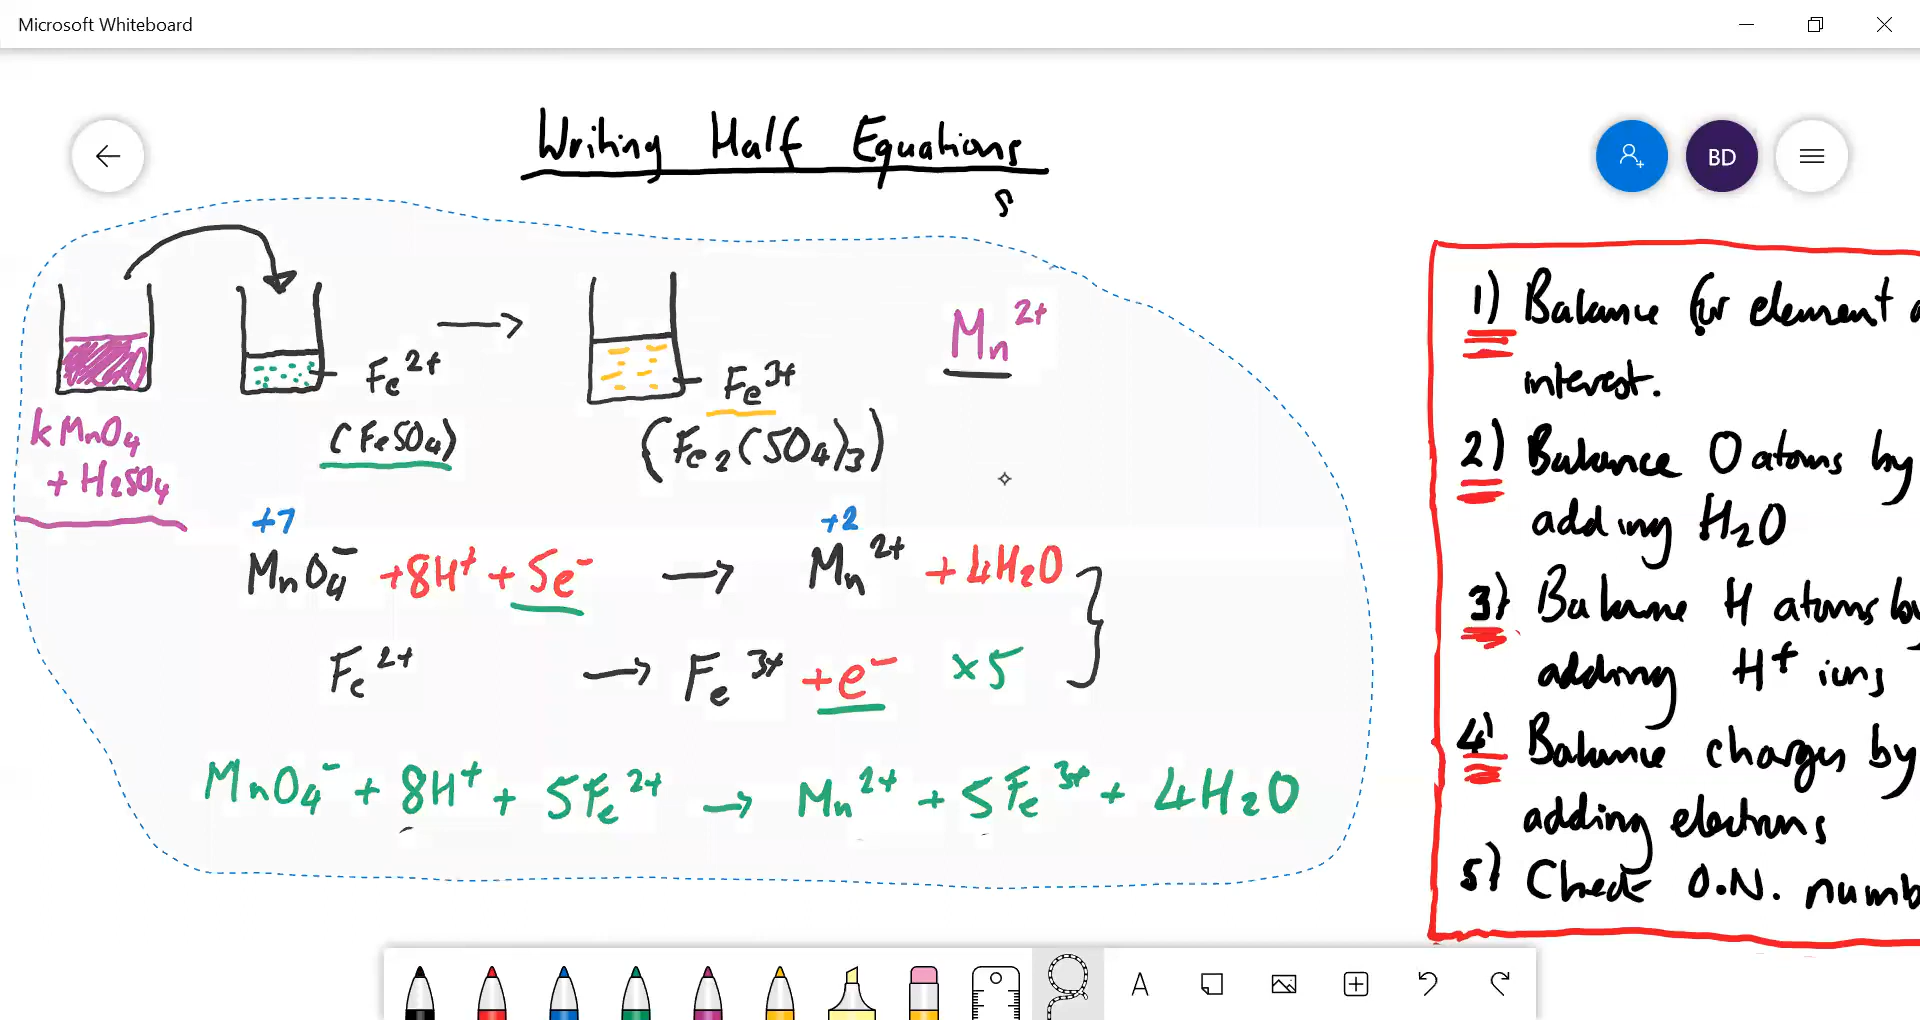 Microsoft Whiteboard
Writing Half Equations
s
BD
Mn²⁺
Fe²⁺
Fe³⁺
KMnO₄
+ H₂SO₄
(FeSO₄)
(Fe₂(SO₄)₃)
+7
+2
MnO₄⁻ + 8H⁺ + 5e⁻ → Mn²⁺ + 4H₂O
Fe²⁺ → Fe³⁺ + e⁻ ×5
MnO₄⁻ + 8H⁺ + 5Fe²⁺ → Mn²⁺ + 5Fe³⁺ + 4H₂O
1) Balance for element
interest.
2) Balance O atoms by
adding H₂O
3) Balance H atoms
adding H⁺ ions
4) Balance charges by
adding electrons
5) Check O.N. numb
A